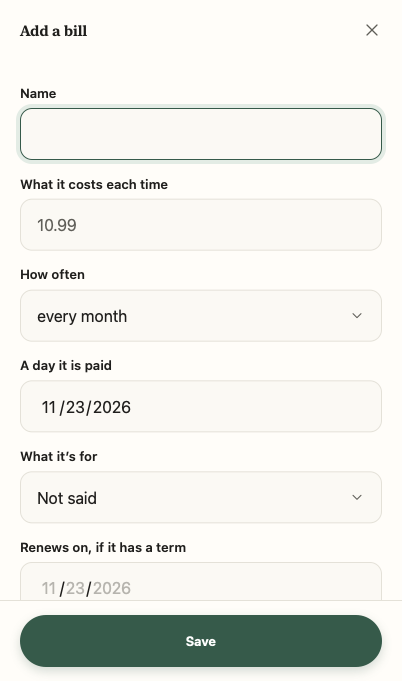 Add a bill
Name
What it costs each time
10.99
How often
every month
A day it is paid
11/23/2026
What it's for
Not said
Renews on, if it has a term
11/23/2026
Save